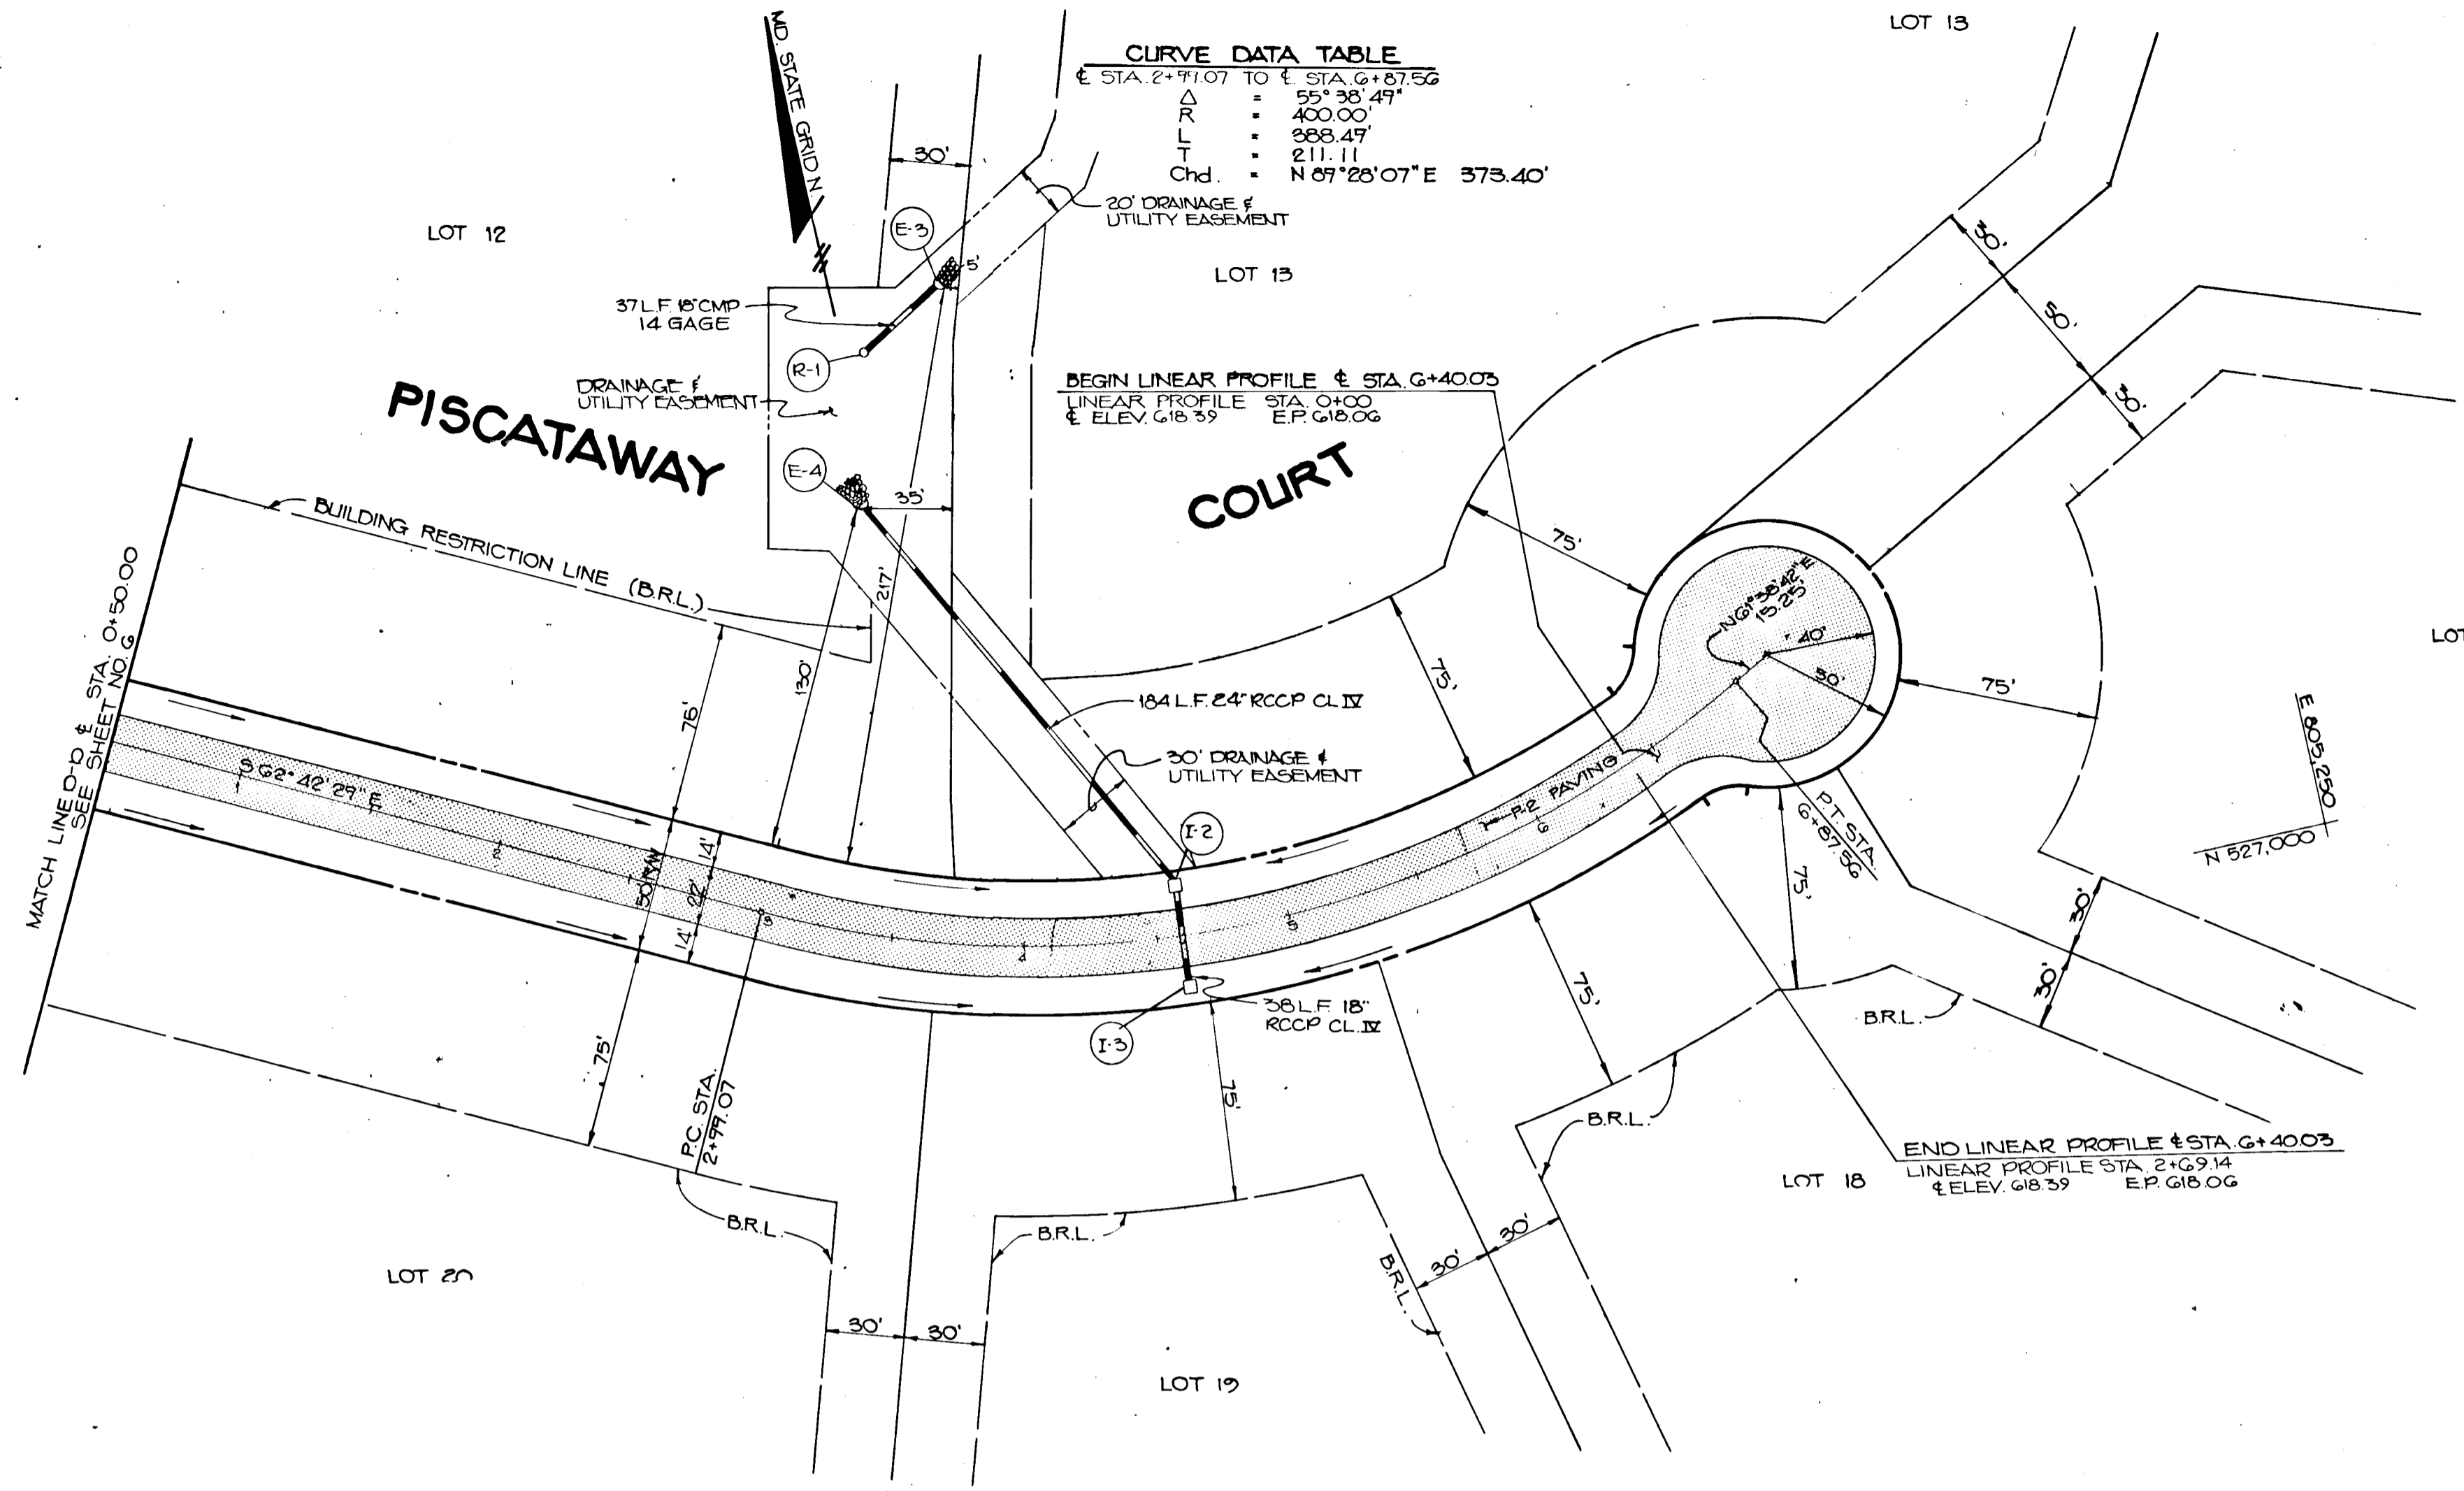 CURVE DATA TABLE
℄ STA. 2+99.07 TO ℄ STA. 6+87.56
Δ = 55° 38' 49"
R = 400.00'
L = 388.49'
T = 211.11
Chd. = N 89°28'07" E 373.40'
LOT 13
MD. STATE GRID N.
30'
20' DRAINAGE &
UTILITY EASEMENT
LOT 12
E-3
5'
LOT 13
37 L.F. 18" CMP
14 GAGE
R-1
DRAINAGE &
UTILITY EASEMENT
BEGIN LINEAR PROFILE ℄ STA. 6+40.03
LINEAR PROFILE STA. 0+00
℄ ELEV. 618.39 E.P. 618.06
30'
50'
30'
PISCATAWAY
COURT
E-4
35'
BUILDING RESTRICTION LINE (B.R.L.)
MATCH LINE D-D ℄ STA. 0+50.00
SEE SHEET NO. 6
130'
217'
76'
75'
75'
N 61°38'42" E
15.25'
40'
50'
75'
LOT
E 805,250
N 527,000
184 L.F. 24" RCCP CL IV
30' DRAINAGE &
UTILITY EASEMENT
S 62° 42' 29" E
2
50' R/W
14'
22'
14'
3
4
5
6
P-2 PAVING
I-2
P.T. STA.
6+87.56
75'
30'
30'
38 L.F. 18"
RCCP CL. IV
I-3
75'
P.C. STA.
2+99.07
75'
75'
B.R.L.
B.R.L.
END LINEAR PROFILE ℄ STA. 6+40.03
LINEAR PROFILE STA. 2+69.14
℄ ELEV. 618.39 E.P. 618.06
LOT 18
B.R.L.
B.R.L.
LOT 20
30'
30'
B.R.L.
30'
30'
LOT 19